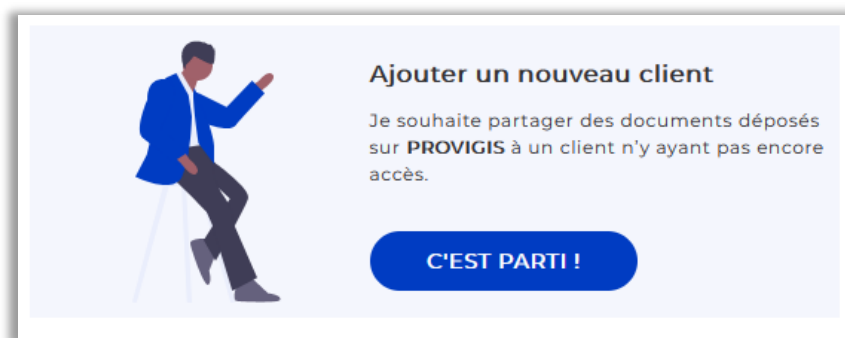 Ajouter un nouveau client
Je souhaite partager des documents déposés
sur PROVIGIS à un client n'y ayant pas encore
accès.
C'EST PARTI !